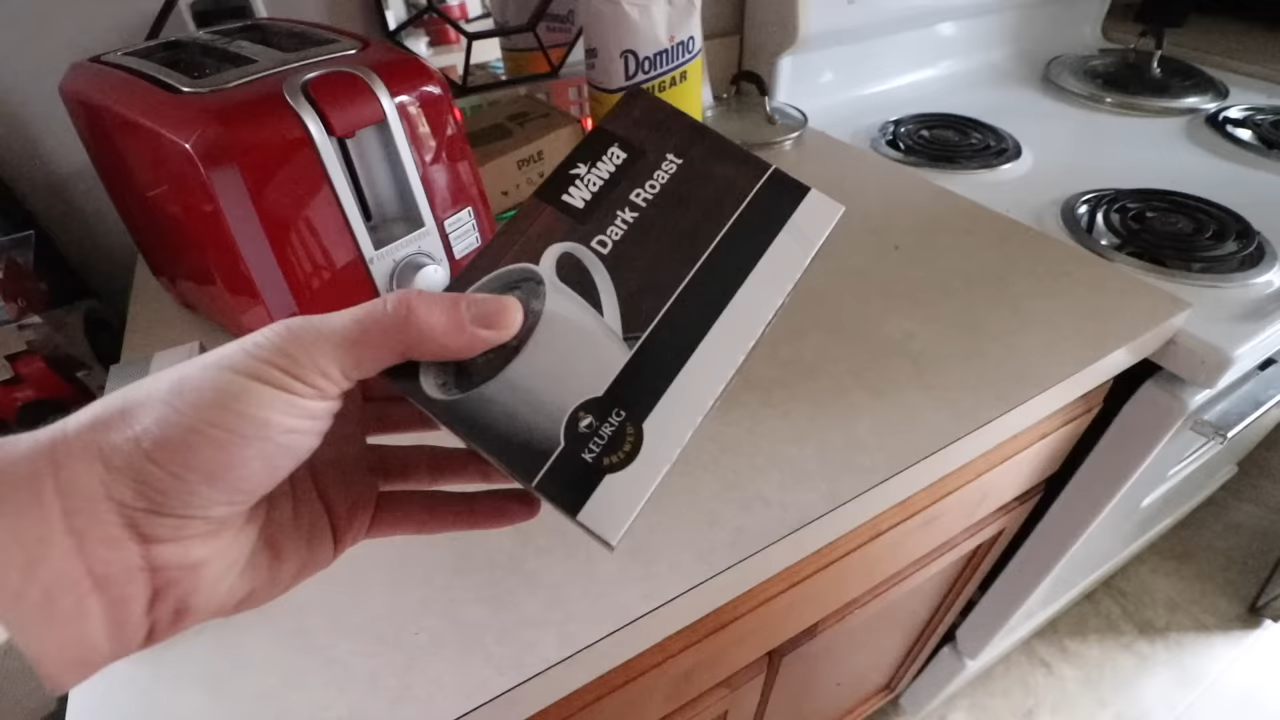 Domino
SUGAR
PYLE
Wawa
Dark Roast
KEURIG
BREWED